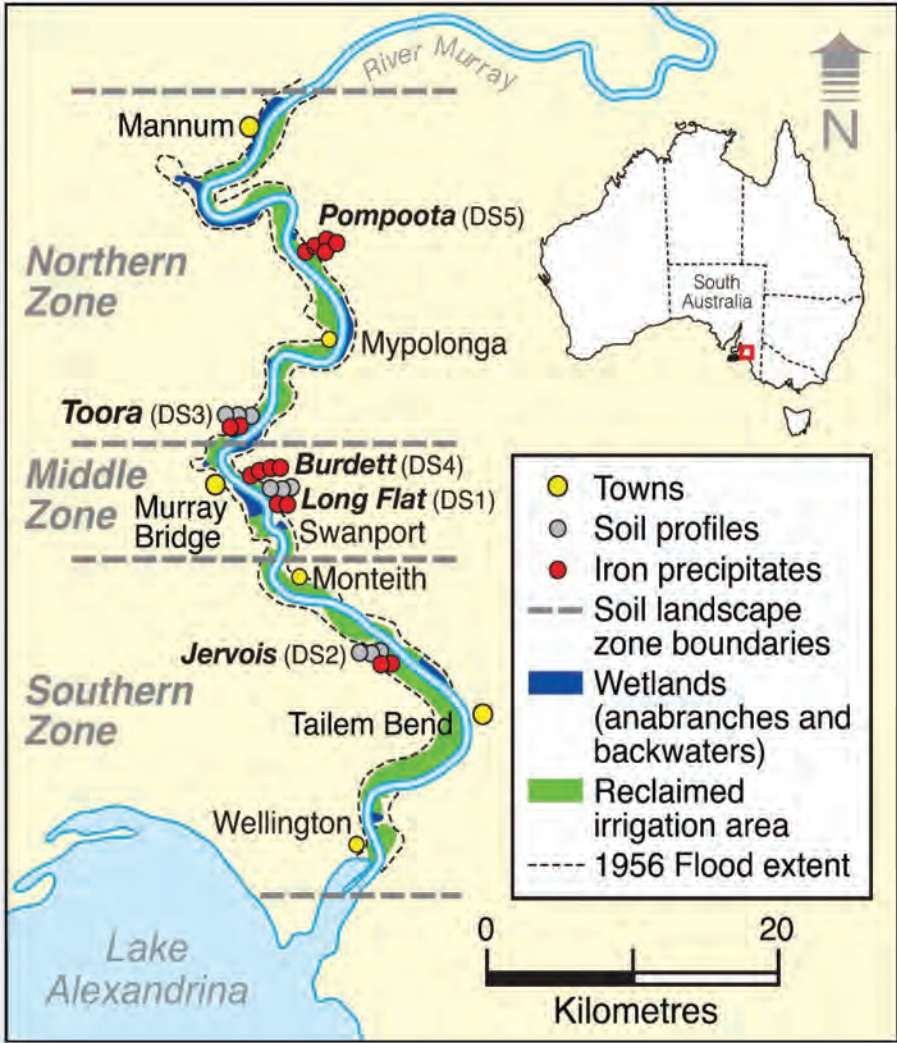 River Murray
N
Mannum
Pompoota (DS5)
Northern
Zone
South
Australia
Mypolonga
Toora (DS3)
Middle
Zone
Burdett (DS4)
Long Flat (DS1)
Murray
Bridge
Swanport
Monteith
Jervois (DS2)
Southern
Zone
Tailem Bend
Wellington
Lake
Alexandrina
Towns
Soil profiles
Iron precipitates
Soil landscape
zone boundaries
Wetlands
(anabranches and
backwaters)
Reclaimed
irrigation area
1956 Flood extent
0 20
Kilometres